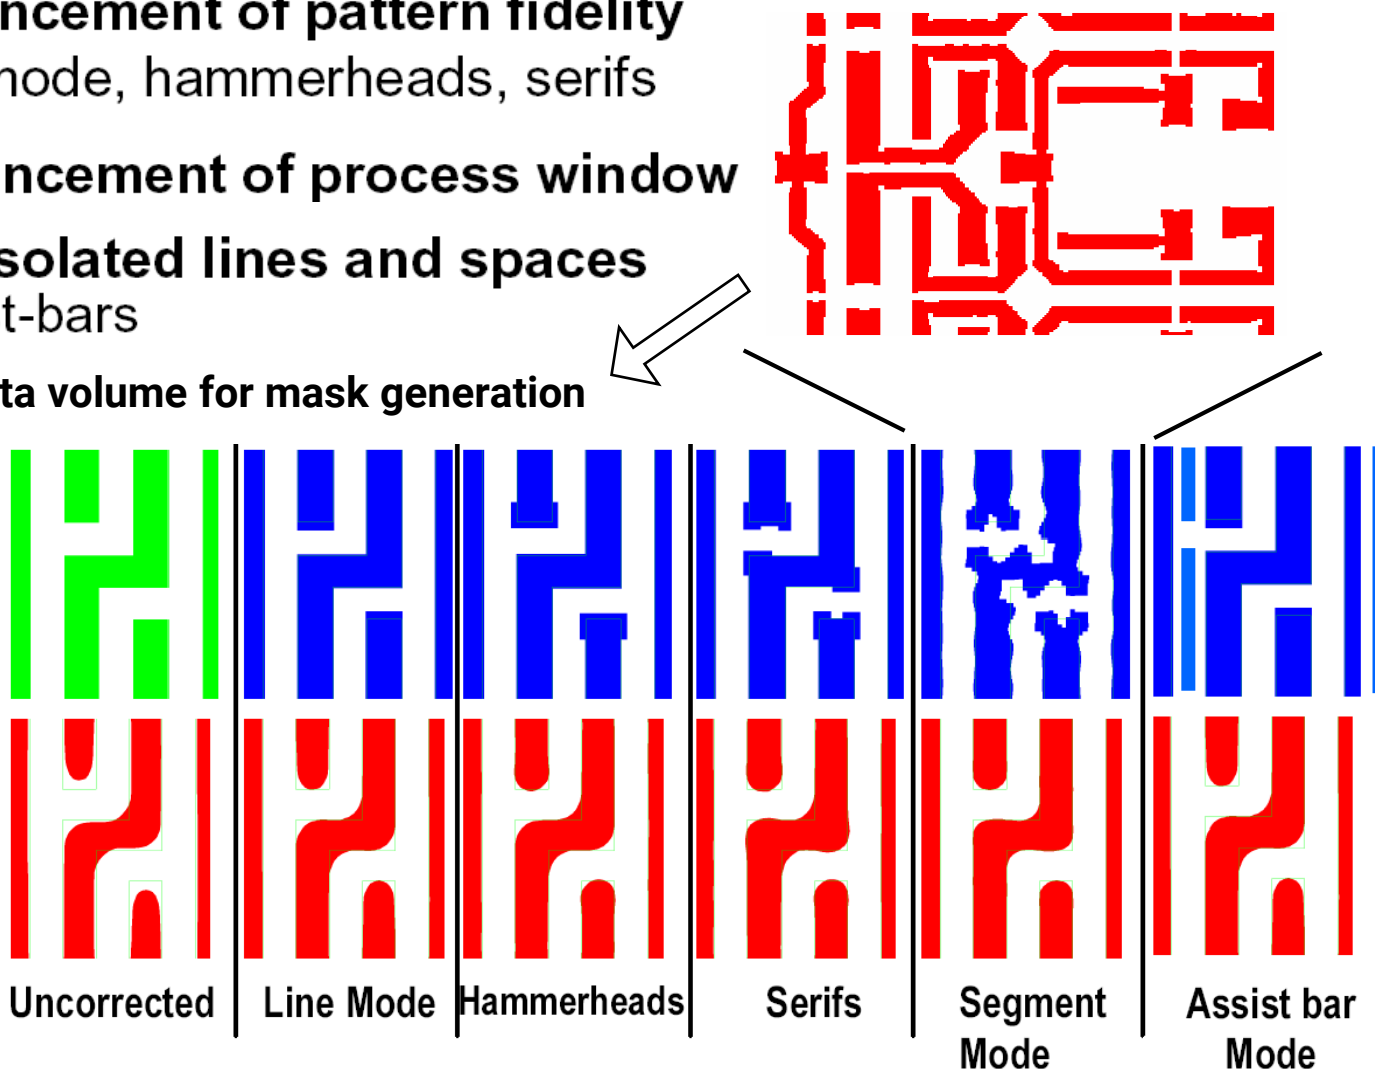 ncement of pattern fidelity
node, hammerheads, serifs
ncement of process window
solated lines and spaces
t-bars
ta volume for mask generation
Uncorrected
Line Mode
Hammerheads
Serifs
Segment
Mode
Assist bar
Mode